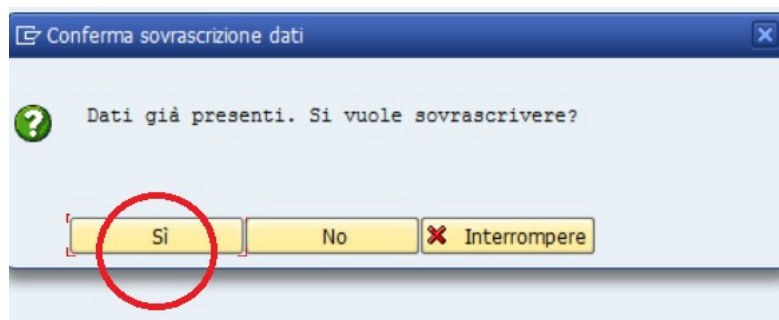 Conferma sovrascrizione dati
Dati già presenti. Si vuole sovrascrivere?
Sì
No
Interrompere